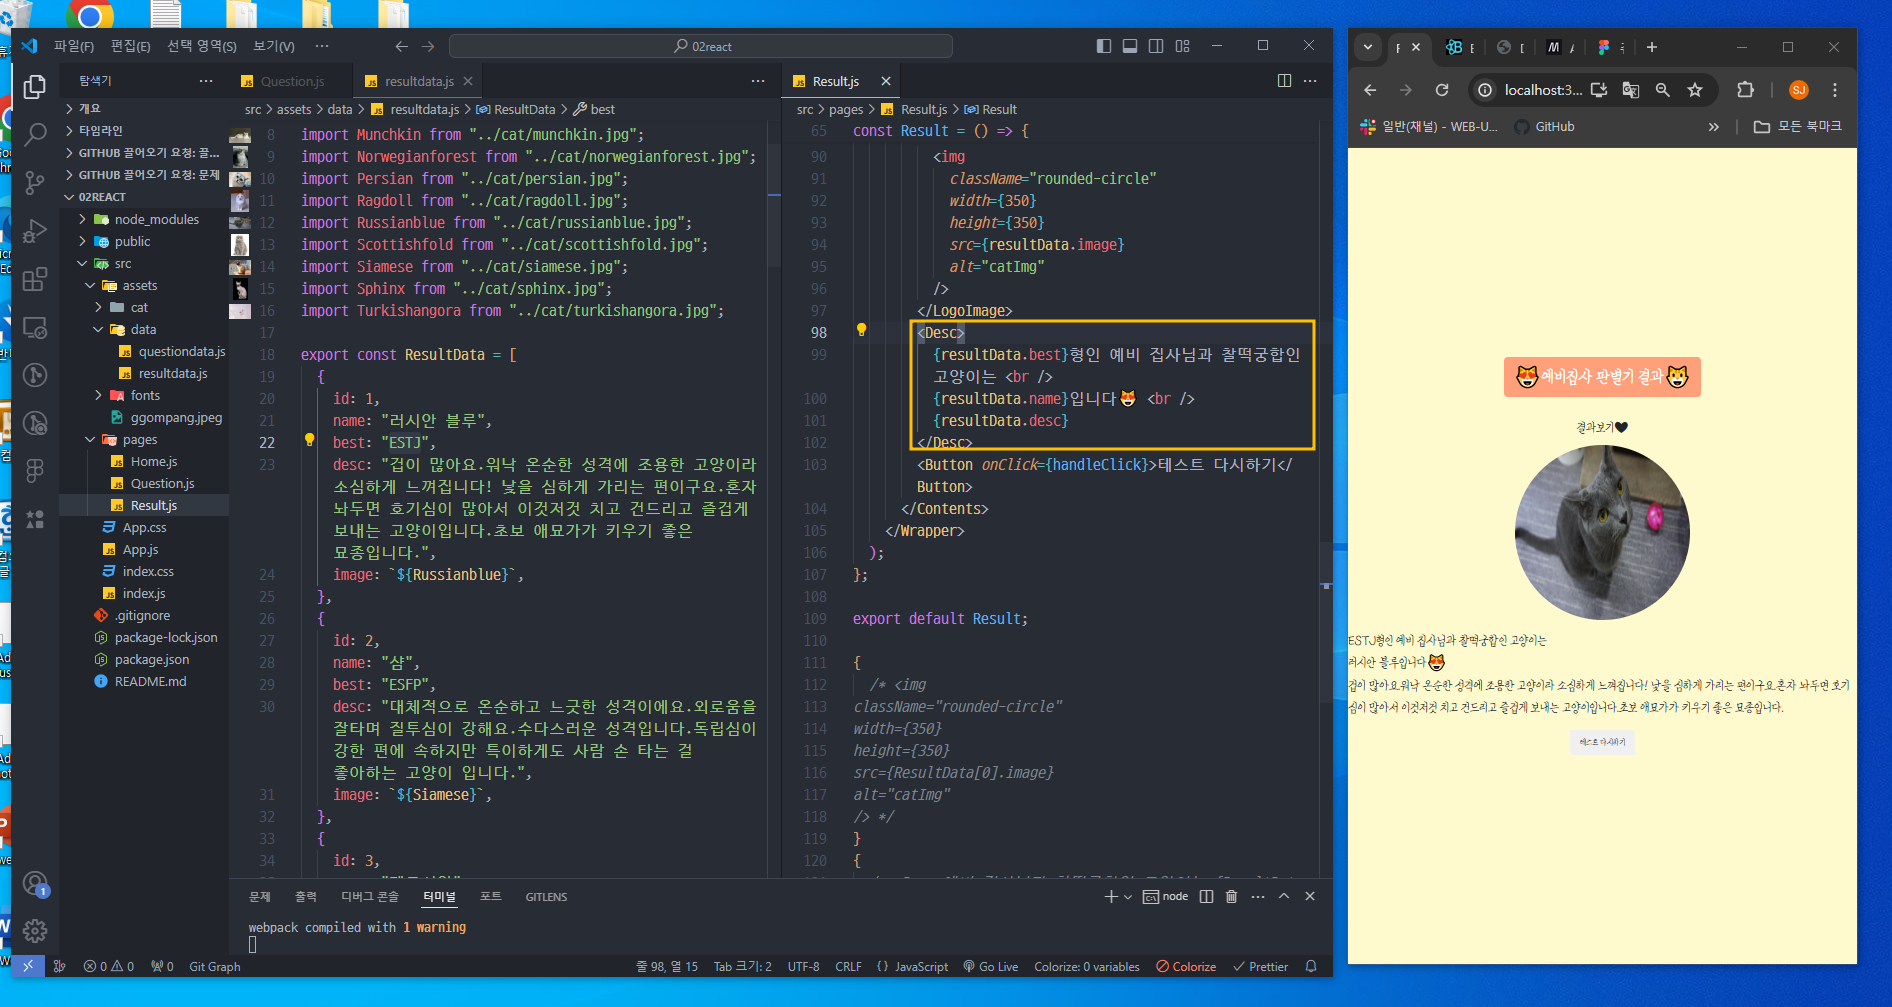 파일(F) 편집(E) 선택 영역(S) 보기(V) ···
02react
탐색기
개요
타임라인
GITHUB 끌어오기 요청: 끌...
GITHUB 끌어오기 요청: 문제
02REACT
node_modules
public
src
assets
cat
data
questiondata.js
resultdata.js
fonts
ggompang.jpeg
pages
Home.js
Question.js
Result.js
App.css
App.js
index.css
index.js
.gitignore
package-lock.json
package.json
README.md
Question.js resultdata.js
src > assets > data > resultdata.js > ResultData > best
8 import Munchkin from "../cat/munchkin.jpg";
9 import Norwegianforest from "../cat/norwegianforest.jpg";
10 import Persian from "../cat/persian.jpg";
11 import Ragdoll from "../cat/ragdoll.jpg";
12 import Russianblue from "../cat/russianblue.jpg";
13 import Scottishfold from "../cat/scottishfold.jpg";
14 import Siamese from "../cat/siamese.jpg";
15 import Sphinx from "../cat/sphinx.jpg";
16 import Turkishangora from "../cat/turkishangora.jpg";
17
18 export const ResultData = [
19 {
20 id: 1,
21 name: "러시안 블루",
22 best: "ESTJ",
23 desc: "겁이 많아요.워낙 온순한 성격에 조용한 고양이라
소심하게 느껴집니다! 낯을 심하게 가리는 편이구요.혼자
놔두면 호기심이 많아서 이것저것 치고 건드리고 즐겁게
보내는 고양이입니다.초보 애묘가가 키우기 좋은
묘종입니다.",
24 image: `${Russianblue}`,
25 },
26 {
27 id: 2,
28 name: "샴",
29 best: "ESFP",
30 desc: "대체적으로 온순하고 느긋한 성격이에요.외로움을
잘타며 질투심이 강해요.수다스러운 성격입니다.독립심이
강한 편에 속하지만 특이하게도 사람 손 타는 걸
좋아하는 고양이 입니다.",
31 image: `${Siamese}`,
32 },
33 {
34 id: 3,
Result.js
src > pages > Result.js > Result
65 const Result = () => {
90 <img
91 className="rounded-circle"
92 width={350}
93 height={350}
94 src={resultData.image}
95 alt="catImg"
96 />
97 </LogoImage>
98 <Desc>
99 {resultData.best}형인 예비 집사님과 찰떡궁합인
고양이는 <br />
100 {resultData.name}입니다😻 <br />
101 {resultData.desc}
102 </Desc>
103 <Button onClick={handleClick}>테스트 다시하기</
Button>
104 </Contents>
105 </Wrapper>
106 );
107 };
108
109 export default Result;
110
111 {
112 /* <img
113 className="rounded-circle"
114 width={350}
115 height={350}
116 src={ResultData[0].image}
117 alt="catImg"
118 /> */
119 }
120 {
문제 출력 디버그 콘솔 터미널 포트 GITLENS
node
webpack compiled with 1 warning
0 0 0 Git Graph
줄 98, 열 15 Tab 크기: 2 UTF-8 CRLF {} JavaScript Go Live Colorize: 0 variables Colorize Prettier
localhost:3...
SJ
일반(채널) - WEB-U... GitHub » 모든 북마크
😻예비집사 판별기 결과🐱
결과보기🖤
ESTJ형인 예비 집사님과 찰떡궁합인 고양이는
러시안 블루입니다😻
겁이 많아요.워낙 온순한 성격에 조용한 고양이라 소심하게 느껴집니다! 낯을 심하게 가리는 편이구요.혼자 놔두면 호기
심이 많아서 이것저것 치고 건드리고 즐겁게 보내는 고양이입니다.초보 애묘가가 키우기 좋은 묘종입니다.
테스트 다시하기